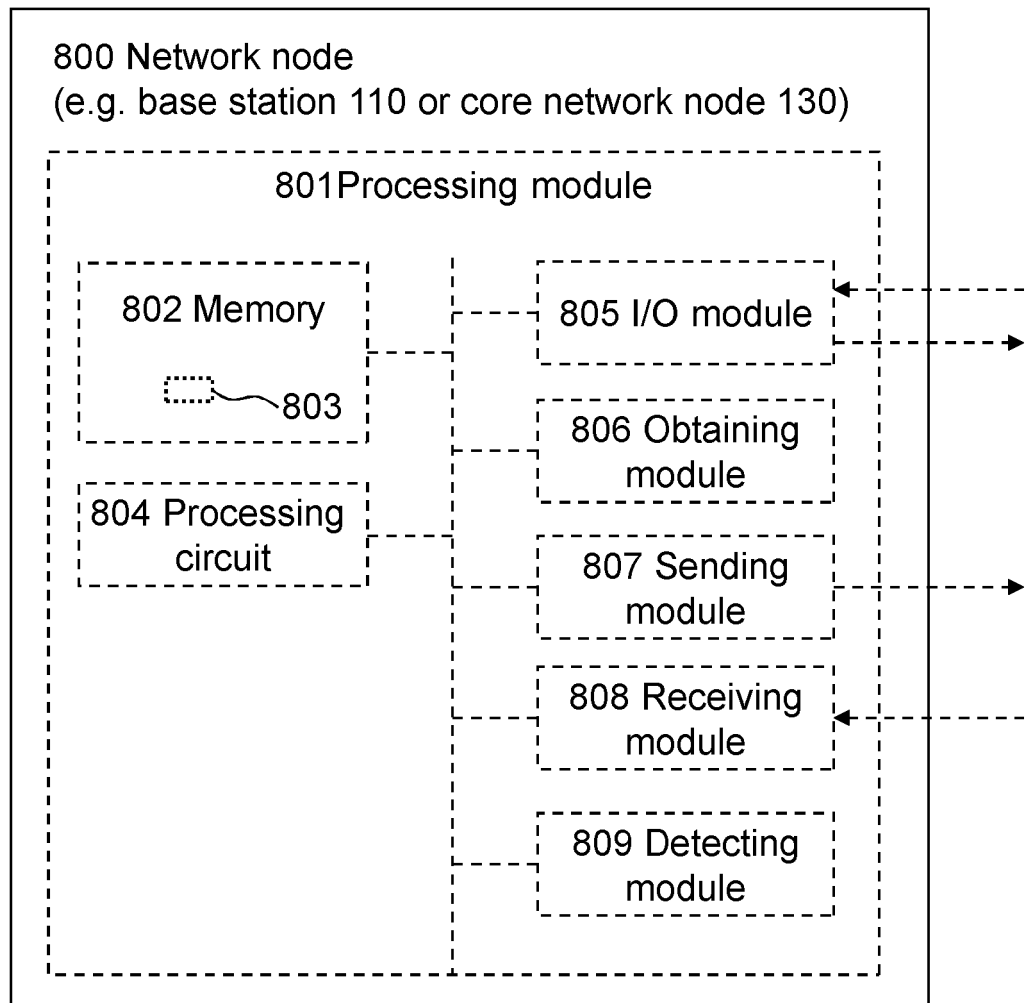 800 Network node
(e.g. base station 110 or core network node 130)
801Processing module
802 Memory
803
804 Processing
circuit
805 I/O module
806 Obtaining
module
807 Sending
module
808 Receiving
module
809 Detecting
module